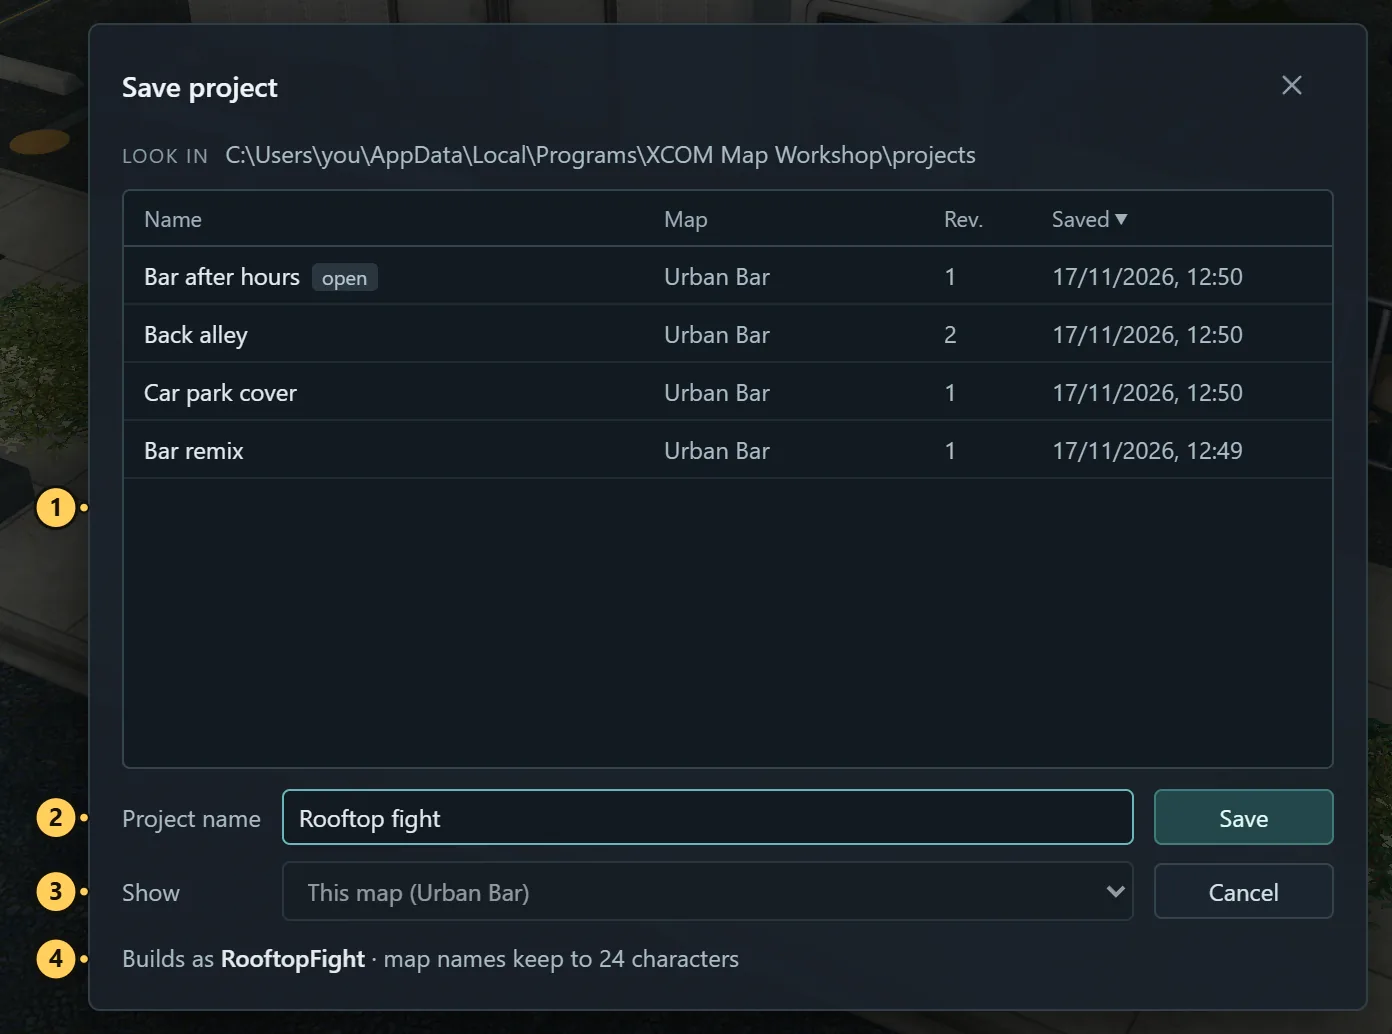 Save project
LOOK IN C:\Users\you\AppData\Local\Programs\XCOM Map Workshop\projects
Name Map Rev. Saved ▼
Bar after hours open Urban Bar 1 17/11/2026, 12:50
Back alley Urban Bar 2 17/11/2026, 12:50
Car park cover Urban Bar 1 17/11/2026, 12:50
Bar remix Urban Bar 1 17/11/2026, 12:49
1
2 Project name Rooftop fight Save
3 Show This map (Urban Bar) Cancel
4 Builds as RooftopFight · map names keep to 24 characters